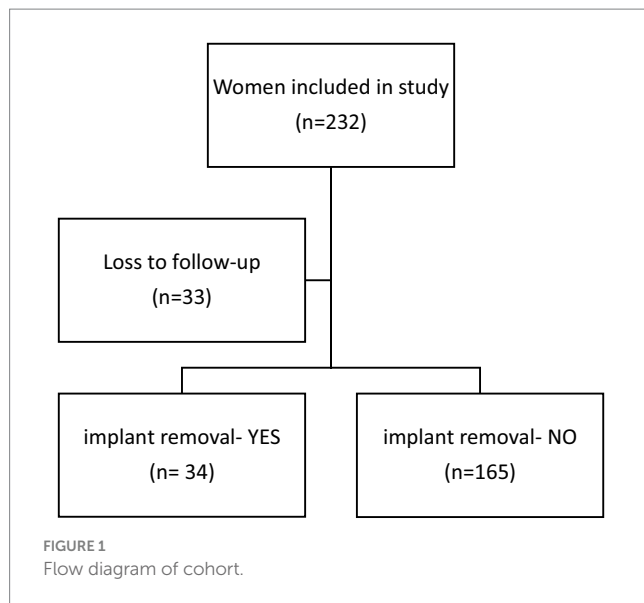 Women included in study
(n=232)
Loss to follow-up
(n=33)
implant removal- YES
(n= 34)
implant removal- NO
(n=165)
FIGURE 1
Flow diagram of cohort.